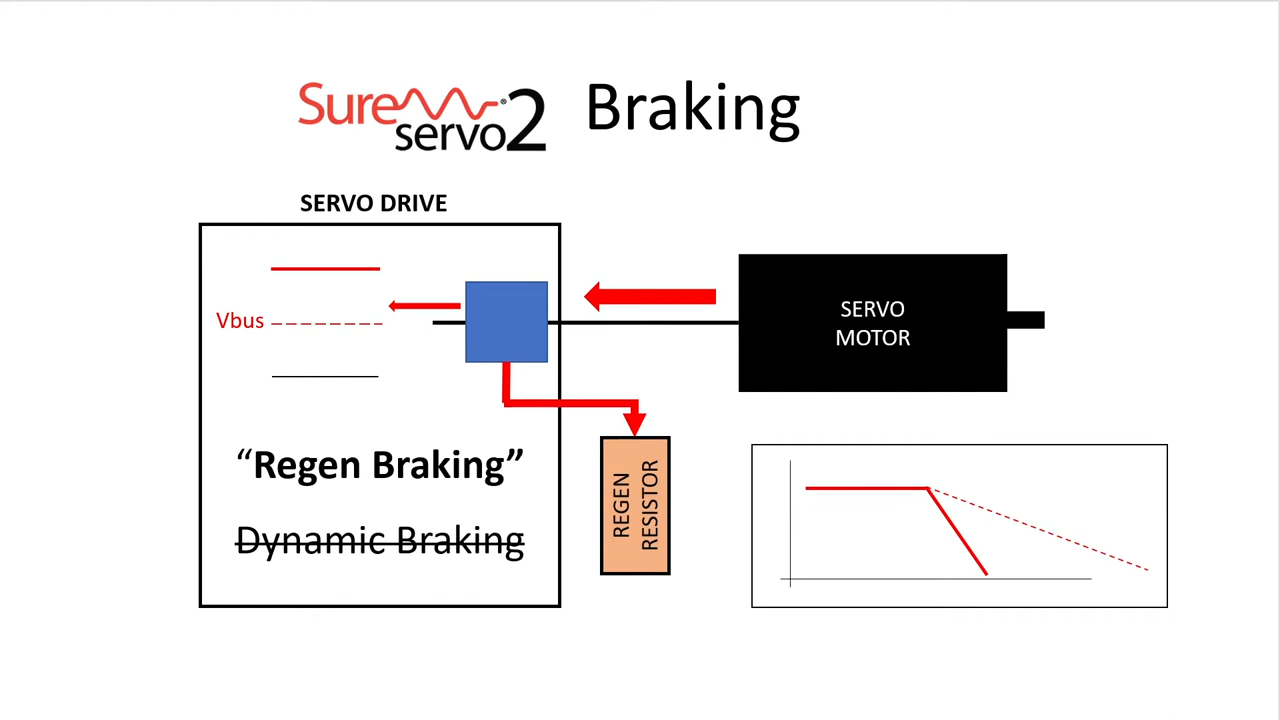 Sure® servo2 Braking
SERVO DRIVE
Vbus
SERVO
MOTOR
“Regen Braking”
Dynamic Braking
REGEN
RESISTOR